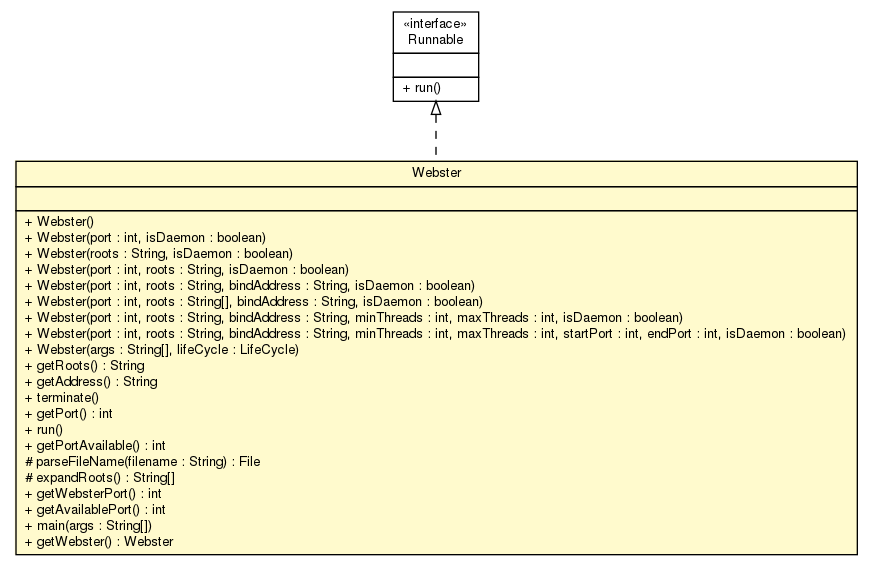 «interface»
Runnable
+ run()
Webster
+ Webster()
+ Webster(port : int, isDaemon : boolean)
+ Webster(roots : String, isDaemon : boolean)
+ Webster(port : int, roots : String, isDaemon : boolean)
+ Webster(port : int, roots : String, bindAddress : String, isDaemon : boolean)
+ Webster(port : int, roots : String[], bindAddress : String, isDaemon : boolean)
+ Webster(port : int, roots : String, bindAddress : String, minThreads : int, maxThreads : int, isDaemon : boolean)
+ Webster(port : int, roots : String, bindAddress : String, minThreads : int, maxThreads : int, startPort : int, endPort : int, isDaemon : boolean)
+ Webster(args : String[], lifeCycle : LifeCycle)
+ getRoots() : String
+ getAddress() : String
+ terminate()
+ getPort() : int
+ run()
+ getPortAvailable() : int
# parseFileName(filename : String) : File
# expandRoots() : String[]
+ getWebsterPort() : int
+ getAvailablePort() : int
+ main(args : String[])
+ getWebster() : Webster